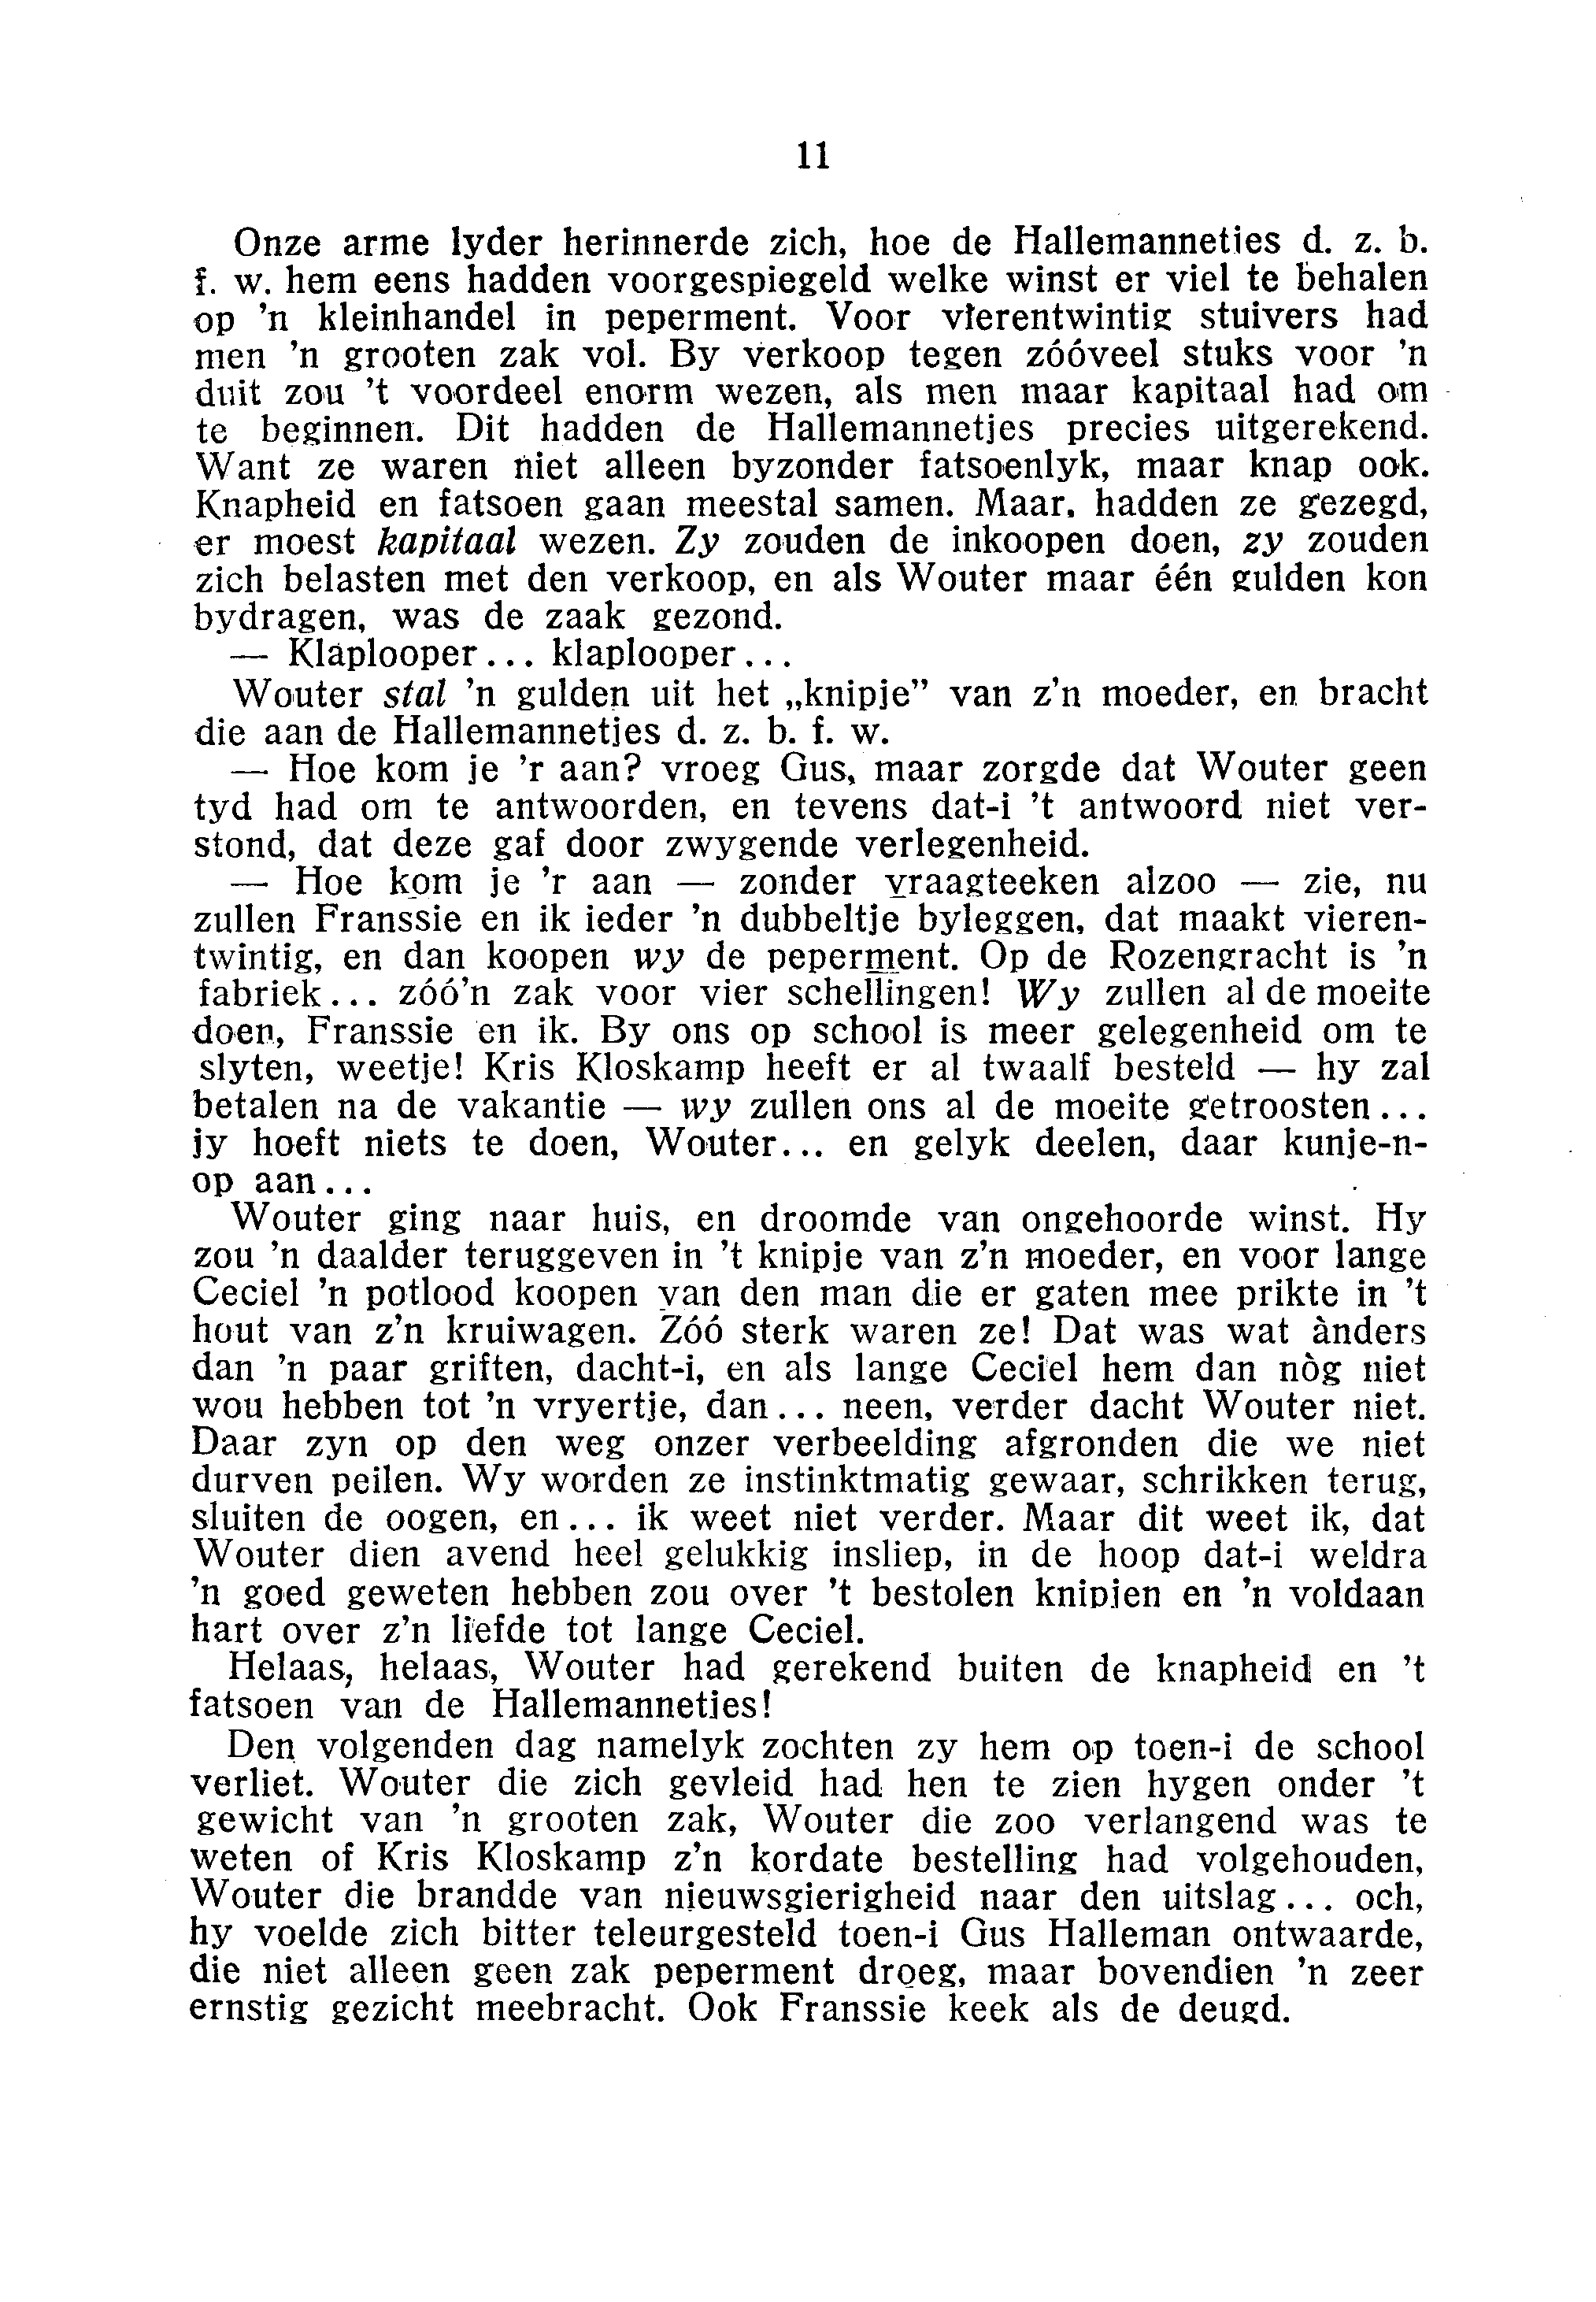 11
Onze arme lyder herinnerde zich, hoe de Hallemannetjes d. z. b.
f. w. hem eens hadden voorgespiegeld welke winst er viel te behalen
op 'n kleinhandel in peperment. Voor vierentwintig stuivers had
men 'n grooten zak vol. By verkoop tegen zóóveel stuks voor 'n
duit zou 't voordeel enorm wezen, als men maar kapitaal had om
te beginnen. Dit hadden de Hallemannetjes precies uitgerekend.
Want ze waren niet alleen byzonder fatsoenlyk, maar knap ook.
Knapheid en fatsoen gaan meestal samen. Maar, hadden ze gezegd,
er moest kapitaal wezen. Zy zouden de inkoopen doen, zy zouden
zich belasten met den verkoop, en als Wouter maar één gulden kon
bydragen, was de zaak gezond.
— Klaplooper... klaplooper...
Wouter stal 'n gulden uit het „knipje” van z'n moeder, en bracht
die aan de Hallemannetjes d. z. b. f. w.
— Hoe kom je 'r aan? vroeg Gus, maar zorgde dat Wouter geen
tyd had om te antwoorden, en tevens dat-i 't antwoord niet ver-
stond, dat deze gaf door zwygende verlegenheid.
— Hoe kom je 'r aan — zonder vraagteeken alzoo — zie, nu
zullen Franssie en ik ieder 'n dubbeltje byleggen, dat maakt vieren-
twintig, en dan koopen wy de peperment. Op de Rozengracht is 'n
fabriek... zóó'n zak voor vier schellingen! Wy zullen al de moeite
doen, Franssie en ik. By ons op school is meer gelegenheid om te
slyten, weetje! Kris Kloskamp heeft er al twaalf besteld — hy zal
betalen na de vakantie — wy zullen ons al de moeite getroosten...
jy hoeft niets te doen, Wouter... en gelyk deelen, daar kunje-n-
op aan...
Wouter ging naar huis, en droomde van ongehoorde winst. Hy
zou 'n daalder teruggeven in 't knipje van z'n moeder, en voor lange
Ceciel 'n potlood koopen van den man die er gaten mee prikte in 't
hout van z'n kruiwagen. Zóó sterk waren ze! Dat was wat ànders
dan 'n paar griften, dacht-i, en als lange Ceciel hem dan nòg niet
wou hebben tot 'n vryertje, dan... neen, verder dacht Wouter niet.
Daar zyn op den weg onzer verbeelding afgronden die we niet
durven peilen. Wy worden ze instinktmatig gewaar, schrikken terug,
sluiten de oogen, en... ik weet niet verder. Maar dit weet ik, dat
Wouter dien avend heel gelukkig insliep, in de hoop dat-i weldra
'n goed geweten hebben zou over 't bestolen knipjen en 'n voldaan
hart over z'n liefde tot lange Ceciel.
Helaas, helaas, Wouter had gerekend buiten de knapheid en 't
fatsoen van de Hallemannetjes!
Den volgenden dag namelyk zochten zy hem op toen-i de school
verliet. Wouter die zich gevleid had hen te zien hygen onder 't
gewicht van 'n grooten zak, Wouter die zoo verlangend was te
weten of Kris Kloskamp z'n kordate bestelling had volgehouden,
Wouter die brandde van nieuwsgierigheid naar den uitslag... och,
hy voelde zich bitter teleurgesteld toen-i Gus Halleman ontwaarde,
die niet alleen geen zak peperment droeg, maar bovendien 'n zeer
ernstig gezicht meebracht. Ook Franssie keek als de deugd.